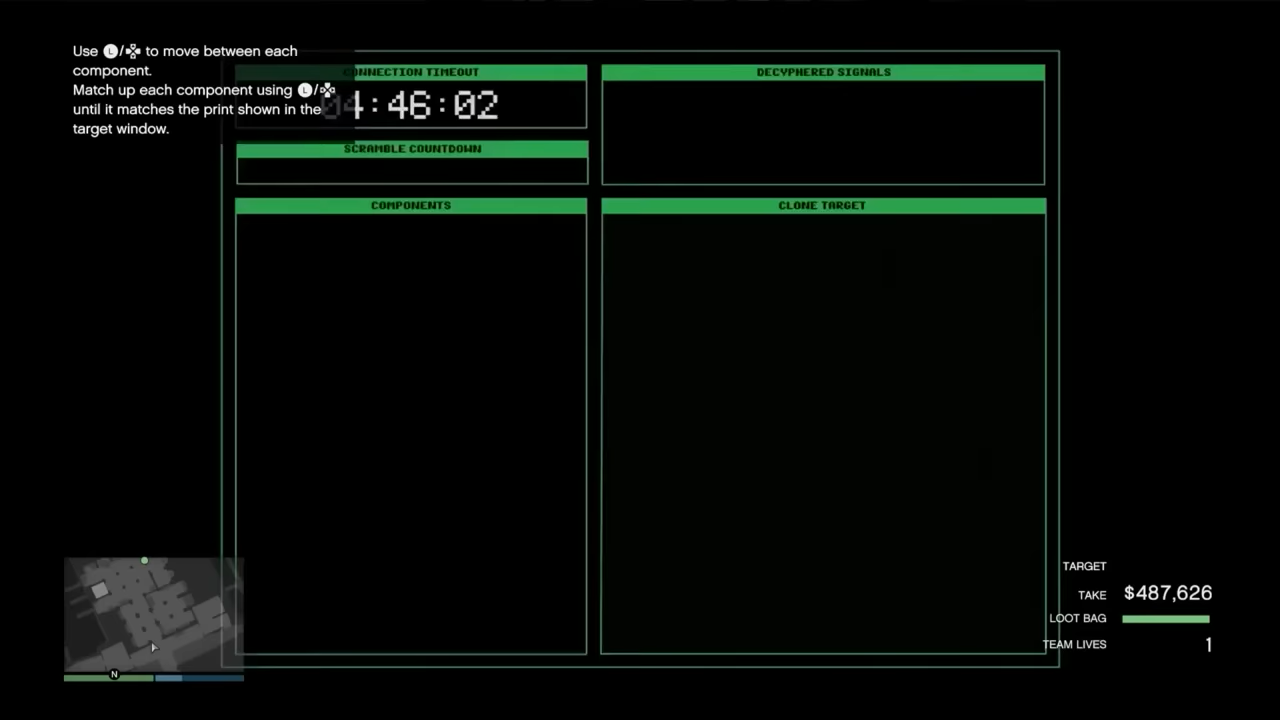 Use L/ to move between each
component.
Match up each component using L/
until it matches the print shown in the
target window.
CONNECTION TIMEOUT
04:46:02
DECYPHERED SIGNALS
SCRAMBLE COUNTDOWN
COMPONENTS
CLONE TARGET
TARGET
TAKE $487,626
LOOT BAG
TEAM LIVES 1
N